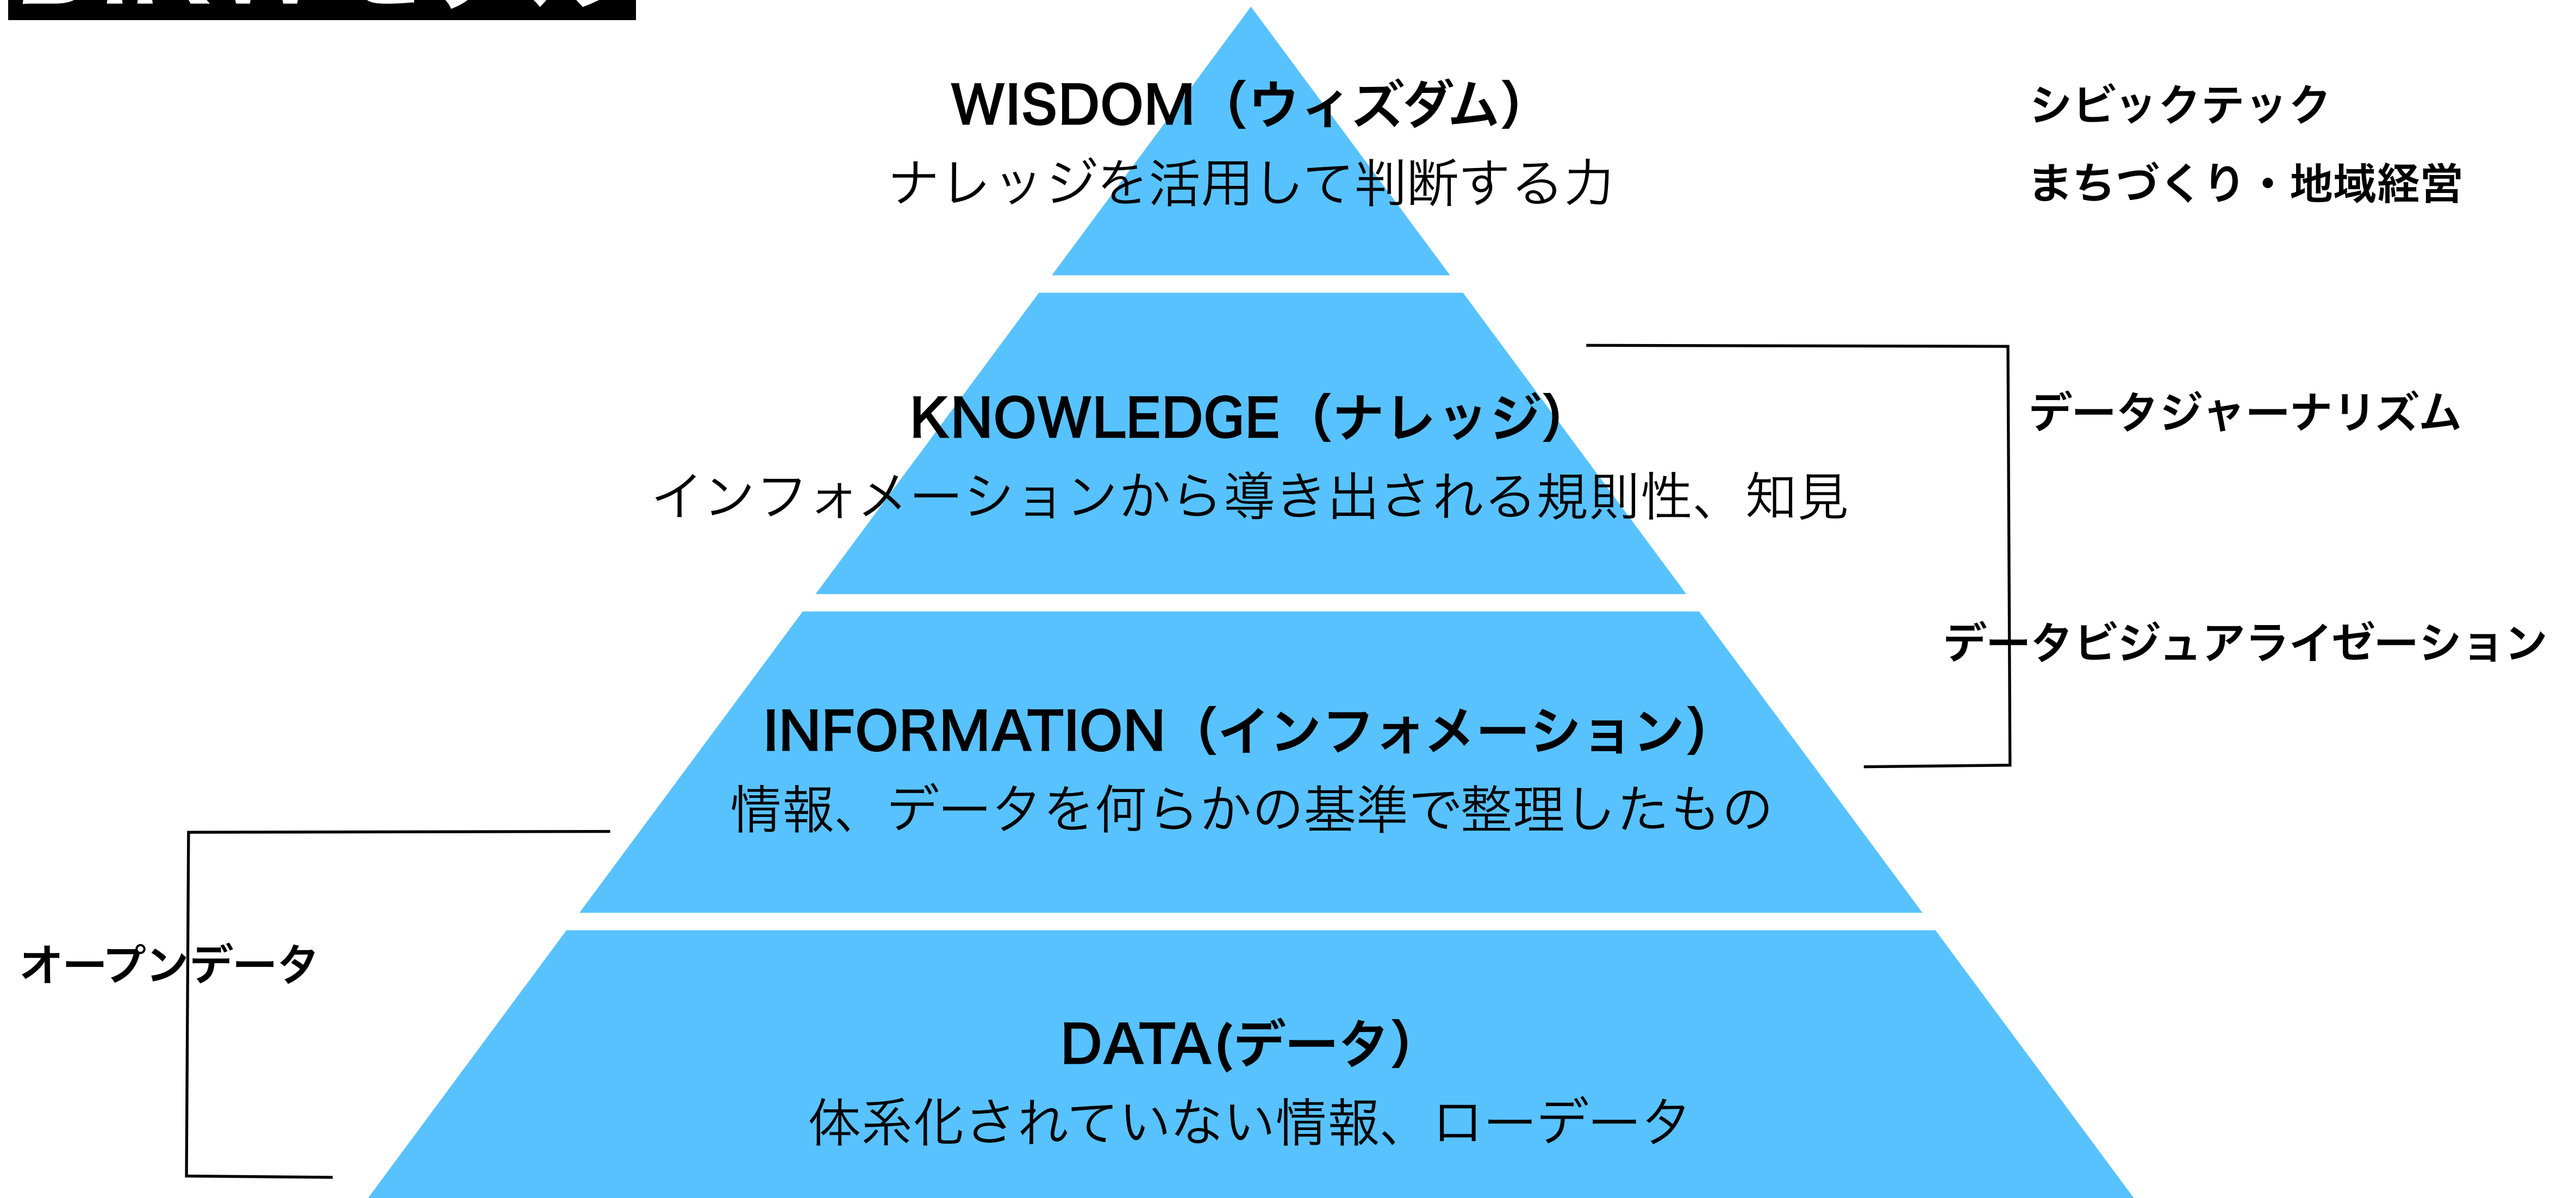 WISDOM（ウィズダム）
ナレッジを活用して判断する力
シビックテック
まちづくり・地域経営
KNOWLEDGE（ナレッジ）
インフォメーションから導き出される規則性、知見
データジャーナリズム
データビジュアライゼーション
INFORMATION（インフォメーション）
情報、データを何らかの基準で整理したもの
オープンデータ
DATA(データ）
体系化されていない情報、ローデータ